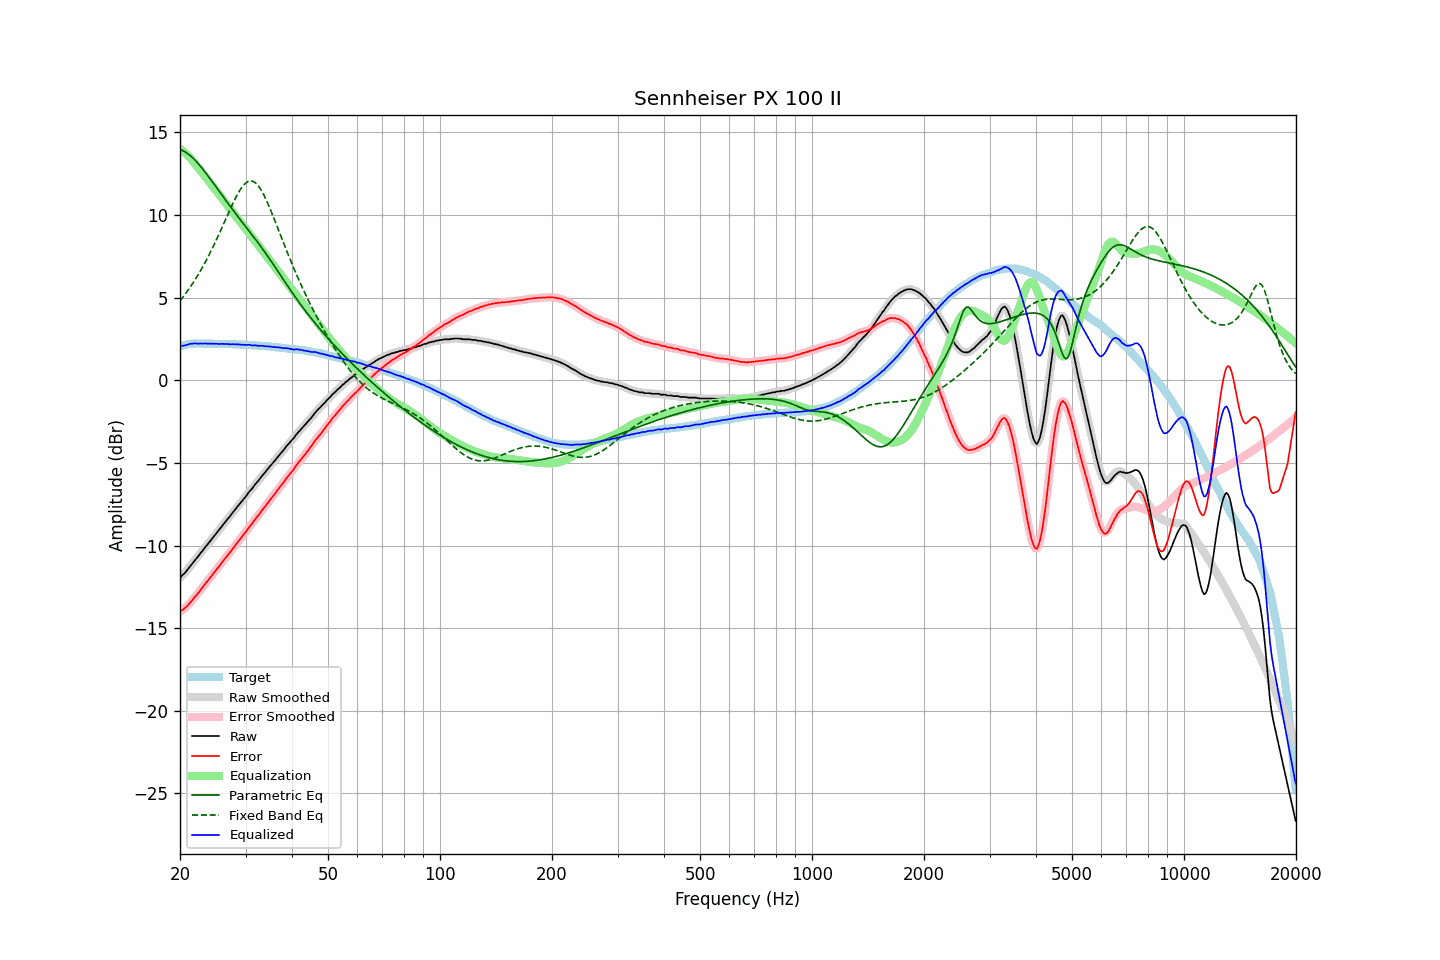 Sennheiser PX 100 II
Amplitude (dBr)
15
10
5
0
−5
−10
−15
−20
−25
Target
Raw Smoothed
Error Smoothed
Raw
Error
Equalization
Parametric Eq
Fixed Band Eq
Equalized
20 50 100 200 500 1000 2000 5000 10000 20000
Frequency (Hz)